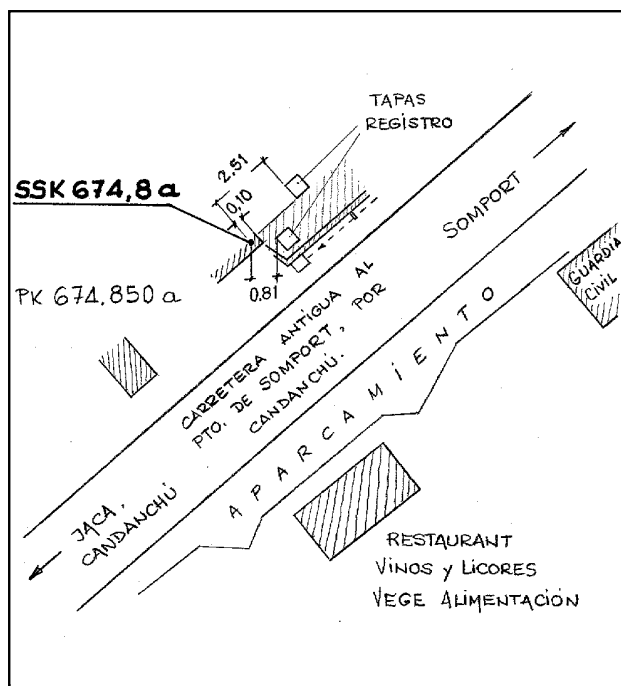 TAPAS
REGISTRO
2.51
0,10
SSK 674,8 a
0.81
PK 674,850 a
SOMPORT
GUARDIA
CIVIL
CARRETERA ANTIGUA AL
PTO. DE SOMPORT, POR
CANDANCHÚ.
APARCAMIENTO
JACA,
CANDANCHÚ
RESTAURANT
VINOS y LICORES
VEGE ALIMENTACIÓN